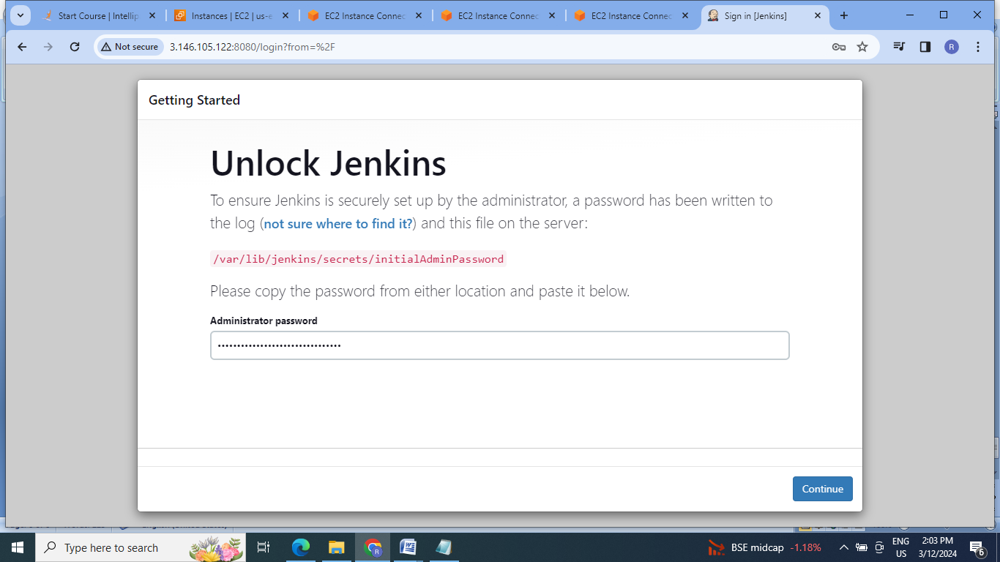 Start Course | Intellip
Instances | EC2 | us-e
EC2 Instance Connec
EC2 Instance Connec
EC2 Instance Connec
Sign in [Jenkins]
Not secure
3.146.105.122:8080/login?from=%2F
R
Getting Started
Unlock Jenkins
To ensure Jenkins is securely set up by the administrator, a password has been written to
the log (not sure where to find it?) and this file on the server:
/var/lib/jenkins/secrets/initialAdminPassword
Please copy the password from either location and paste it below.
Administrator password
Continue
Type here to search
R
BSE midcap -1.18%
ENG
US
2:03 PM
3/12/2024
6